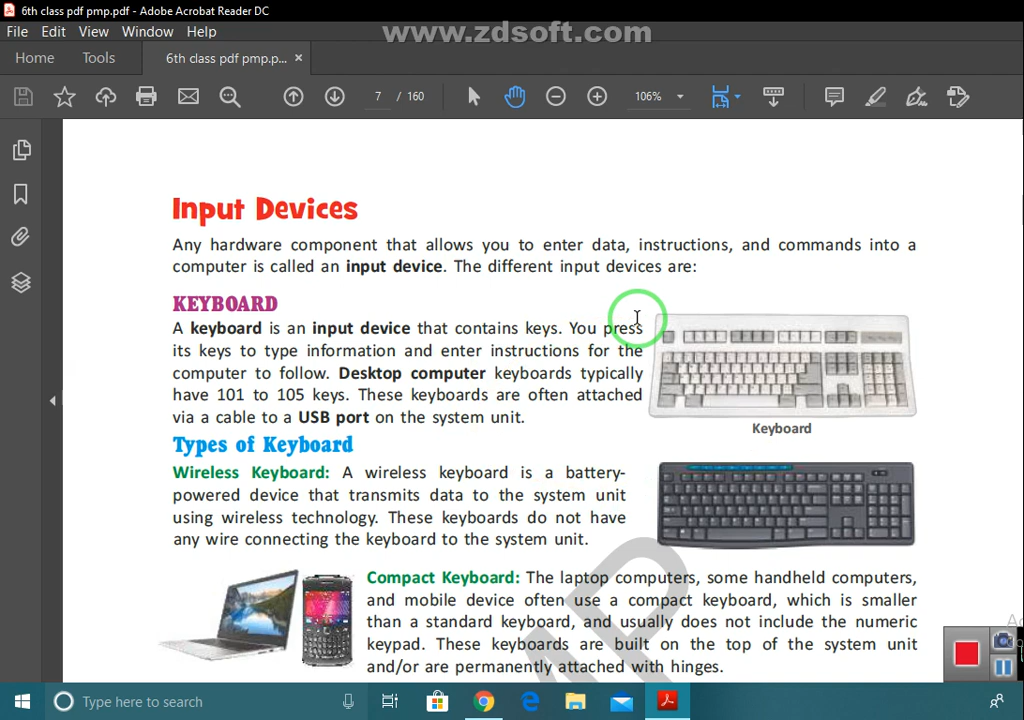 6th class pdf pmp.pdf - Adobe Acrobat Reader DC
File Edit View Window Help
www.zdsoft.com
Home Tools 6th class pdf pmp.p... ×
7 / 160 106%
Input Devices
Any hardware component that allows you to enter data, instructions, and commands into a
computer is called an input device. The different input devices are:
KEYBOARD
A keyboard is an input device that contains keys. You press
its keys to type information and enter instructions for the
computer to follow. Desktop computer keyboards typically
have 101 to 105 keys. These keyboards are often attached
via a cable to a USB port on the system unit.
Keyboard
Types of Keyboard
Wireless Keyboard: A wireless keyboard is a battery-
powered device that transmits data to the system unit
using wireless technology. These keyboards do not have
any wire connecting the keyboard to the system unit.
Compact Keyboard: The laptop computers, some handheld computers,
and mobile device often use a compact keyboard, which is smaller
than a standard keyboard, and usually does not include the numeric
keypad. These keyboards are built on the top of the system unit
and/or are permanently attached with hinges.
MP
Type here to search